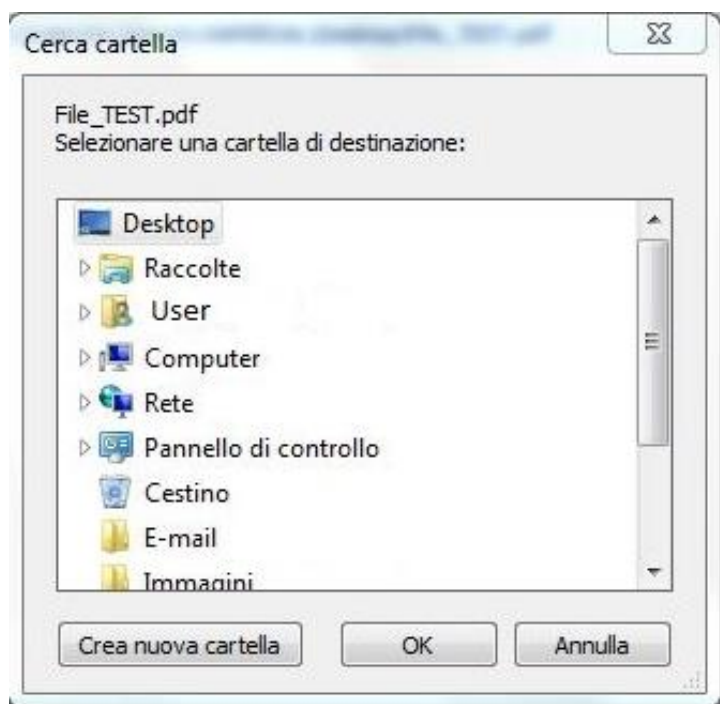 Cerca cartella
File_TEST.pdf
Selezionare una cartella di destinazione:
Desktop
Raccolte
User
Computer
Rete
Pannello di controllo
Cestino
E-mail
Immagini
Crea nuova cartella
OK
Annulla